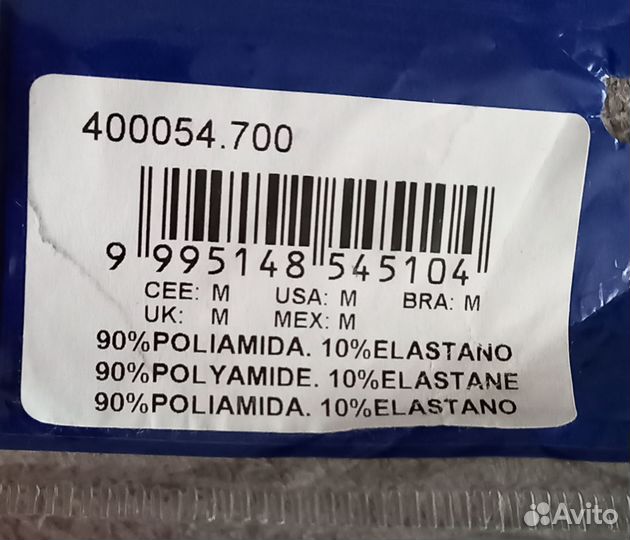 400054.700
9 995148 545104
CEE: M USA: M BRA: M
UK: M MEX: M
90%POLIAMIDA. 10%ELASTANO
90%POLYAMIDE. 10%ELASTANE
90%POLIAMIDA. 10%ELASTANO
Avito